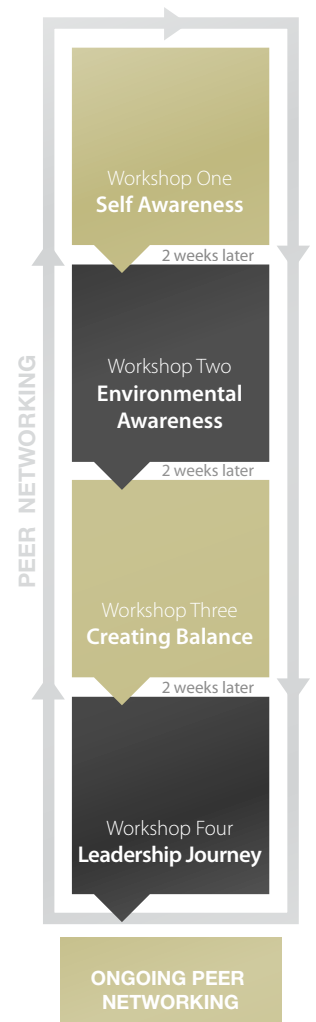 Workshop One
Self Awareness
2 weeks later
Workshop Two
Environmental
Awareness
2 weeks later
PEER NETWORKING
Workshop Three
Creating Balance
2 weeks later
Workshop Four
Leadership Journey
ONGOING PEER
NETWORKING